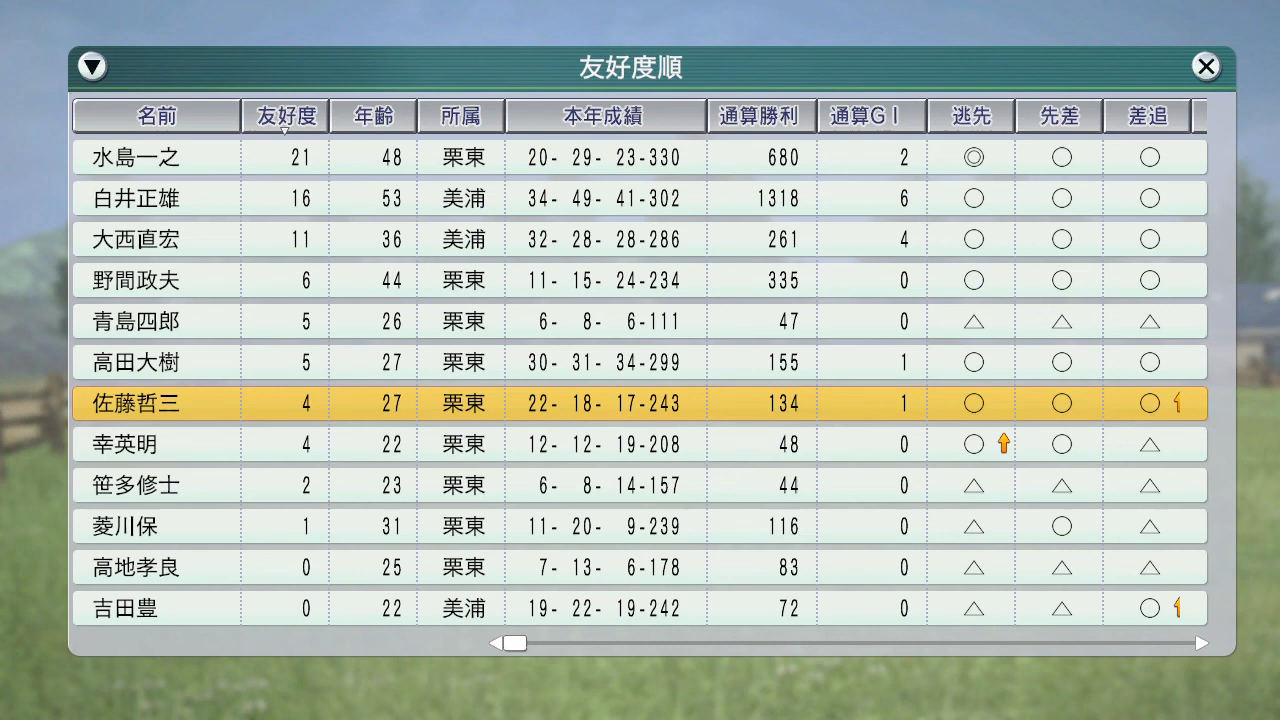 友好度順
名前 友好度 年齢 所属 本年成績 通算勝利 通算GⅠ 逃先 先差 差追
水島一之 21 48 栗東 20- 29- 23-330 680 2 ◎ ○ ○
白井正雄 16 53 美浦 34- 49- 41-302 1318 6 ○ ○ ○
大西直宏 11 36 美浦 32- 28- 28-286 261 4 ○ ○ ○
野間政夫 6 44 栗東 11- 15- 24-234 335 0 ○ ○ ○
青島四郎 5 26 栗東 6- 8- 6-111 47 0 △ △ △
高田大樹 5 27 栗東 30- 31- 34-299 155 1 ○ ○ ○
佐藤哲三 4 27 栗東 22- 18- 17-243 134 1 ○ ○ ○
幸英明 4 22 栗東 12- 12- 19-208 48 0 ○ ○ △
笹多修士 2 23 栗東 6- 8- 14-157 44 0 △ △ △
菱川保 1 31 栗東 11- 20- 9-239 116 0 △ ○ △
高地孝良 0 25 栗東 7- 13- 6-178 83 0 △ △ △
吉田豊 0 22 美浦 19- 22- 19-242 72 0 △ △ ○